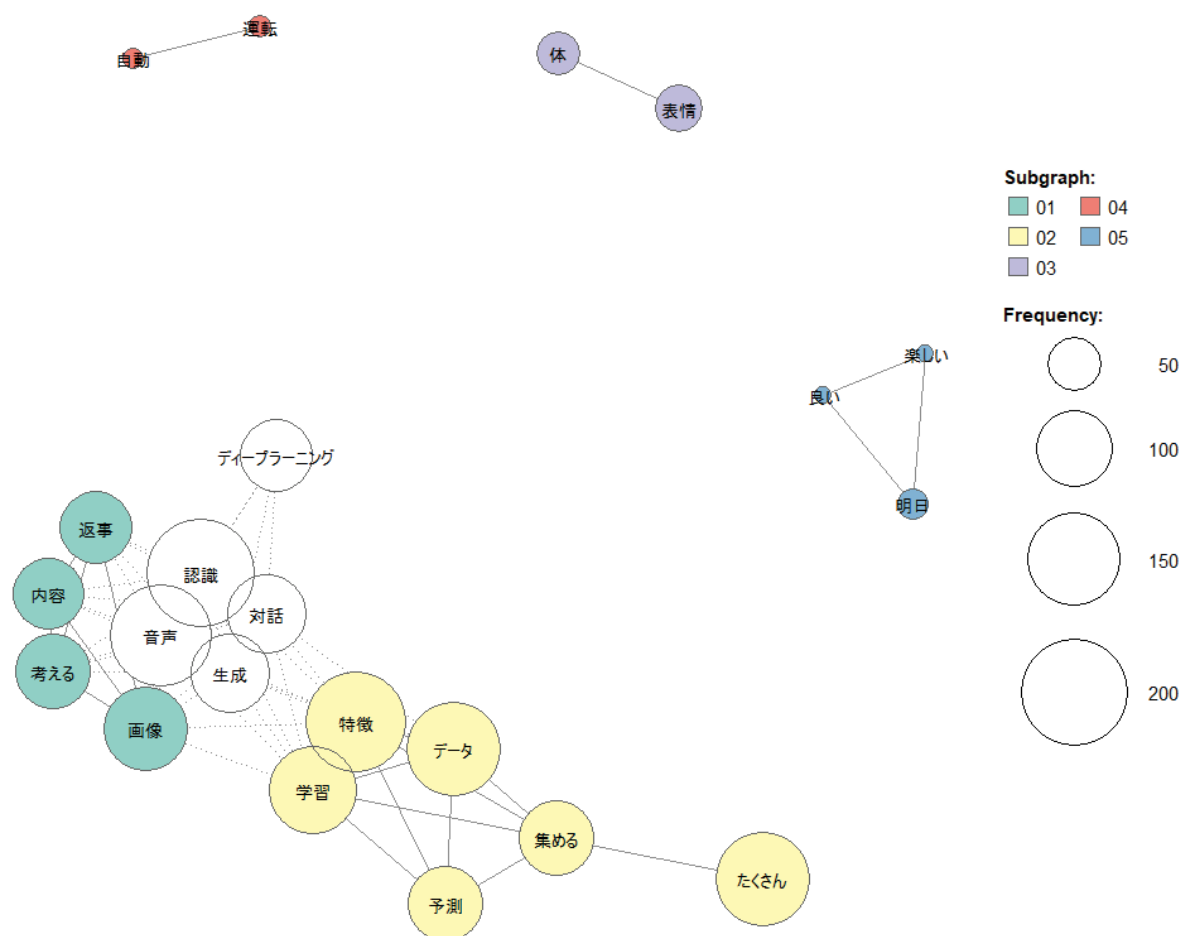 運転
自動
体
表情
Subgraph:
01
04
02
05
03
Frequency:
50
100
150
200
楽しい
良い
明日
ディープラーニング
返事
認識
内容
対話
音声
考える
生成
画像
特徴
データ
学習
集める
たくさん
予測